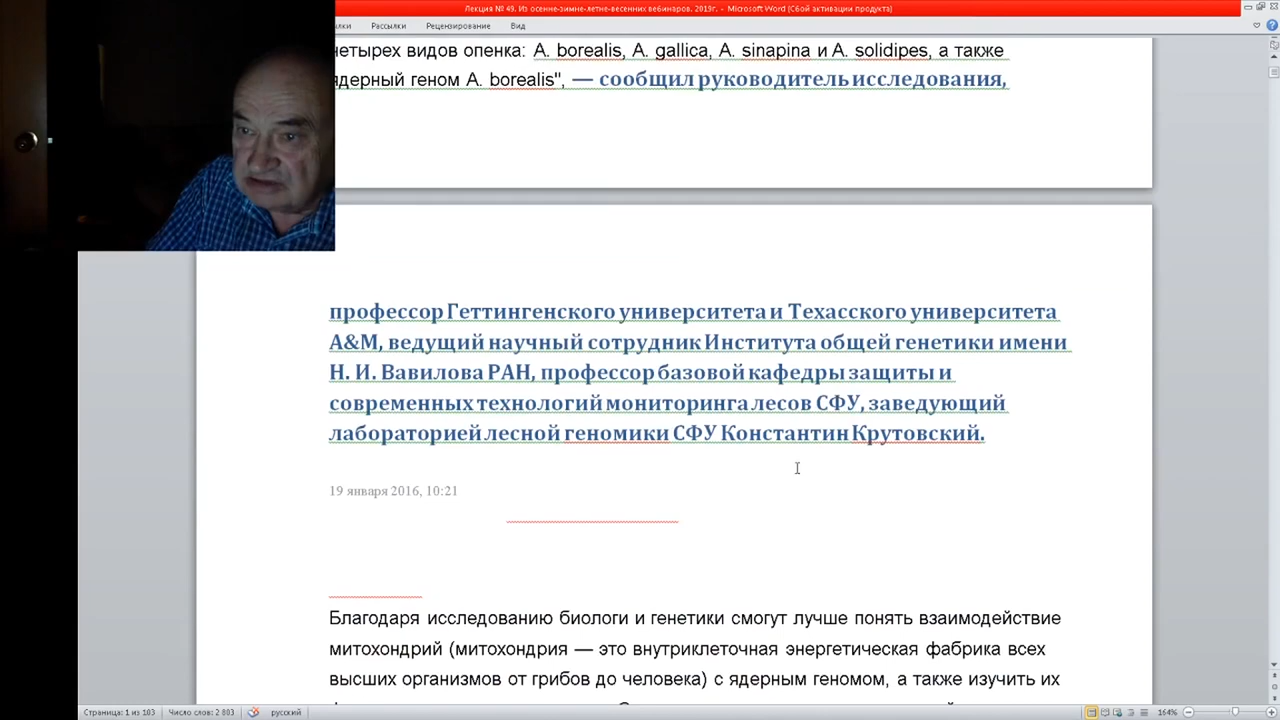 Лекция № 49. Из осенне-зимне-летне-весенних вебинаров. 2019г. - Microsoft Word (Сбой активации продукта)
Рассылки Рецензирование Вид
четырех видов опенка: A. borealis, A. gallica, A. sinapina и A. solidipes, а также
ядерный геном A. borealis", — сообщил руководитель исследования,
профессор Геттингенского университета и Техасского университета
A&M, ведущий научный сотрудник Института общей генетики имени
Н. И. Вавилова РАН, профессор базовой кафедры защиты и
современных технологий мониторинга лесов СФУ, заведующий
лабораторией лесной геномики СФУ Константин Крутовский.
19 января 2016, 10:21
Благодаря исследованию биологи и генетики смогут лучше понять взаимодействие
митохондрий (митохондрия — это внутриклеточная энергетическая фабрика всех
высших организмов от грибов до человека) с ядерным геномом, а также изучить их
Страница: 1 из 103 Число слов: 2 883 русский 164%